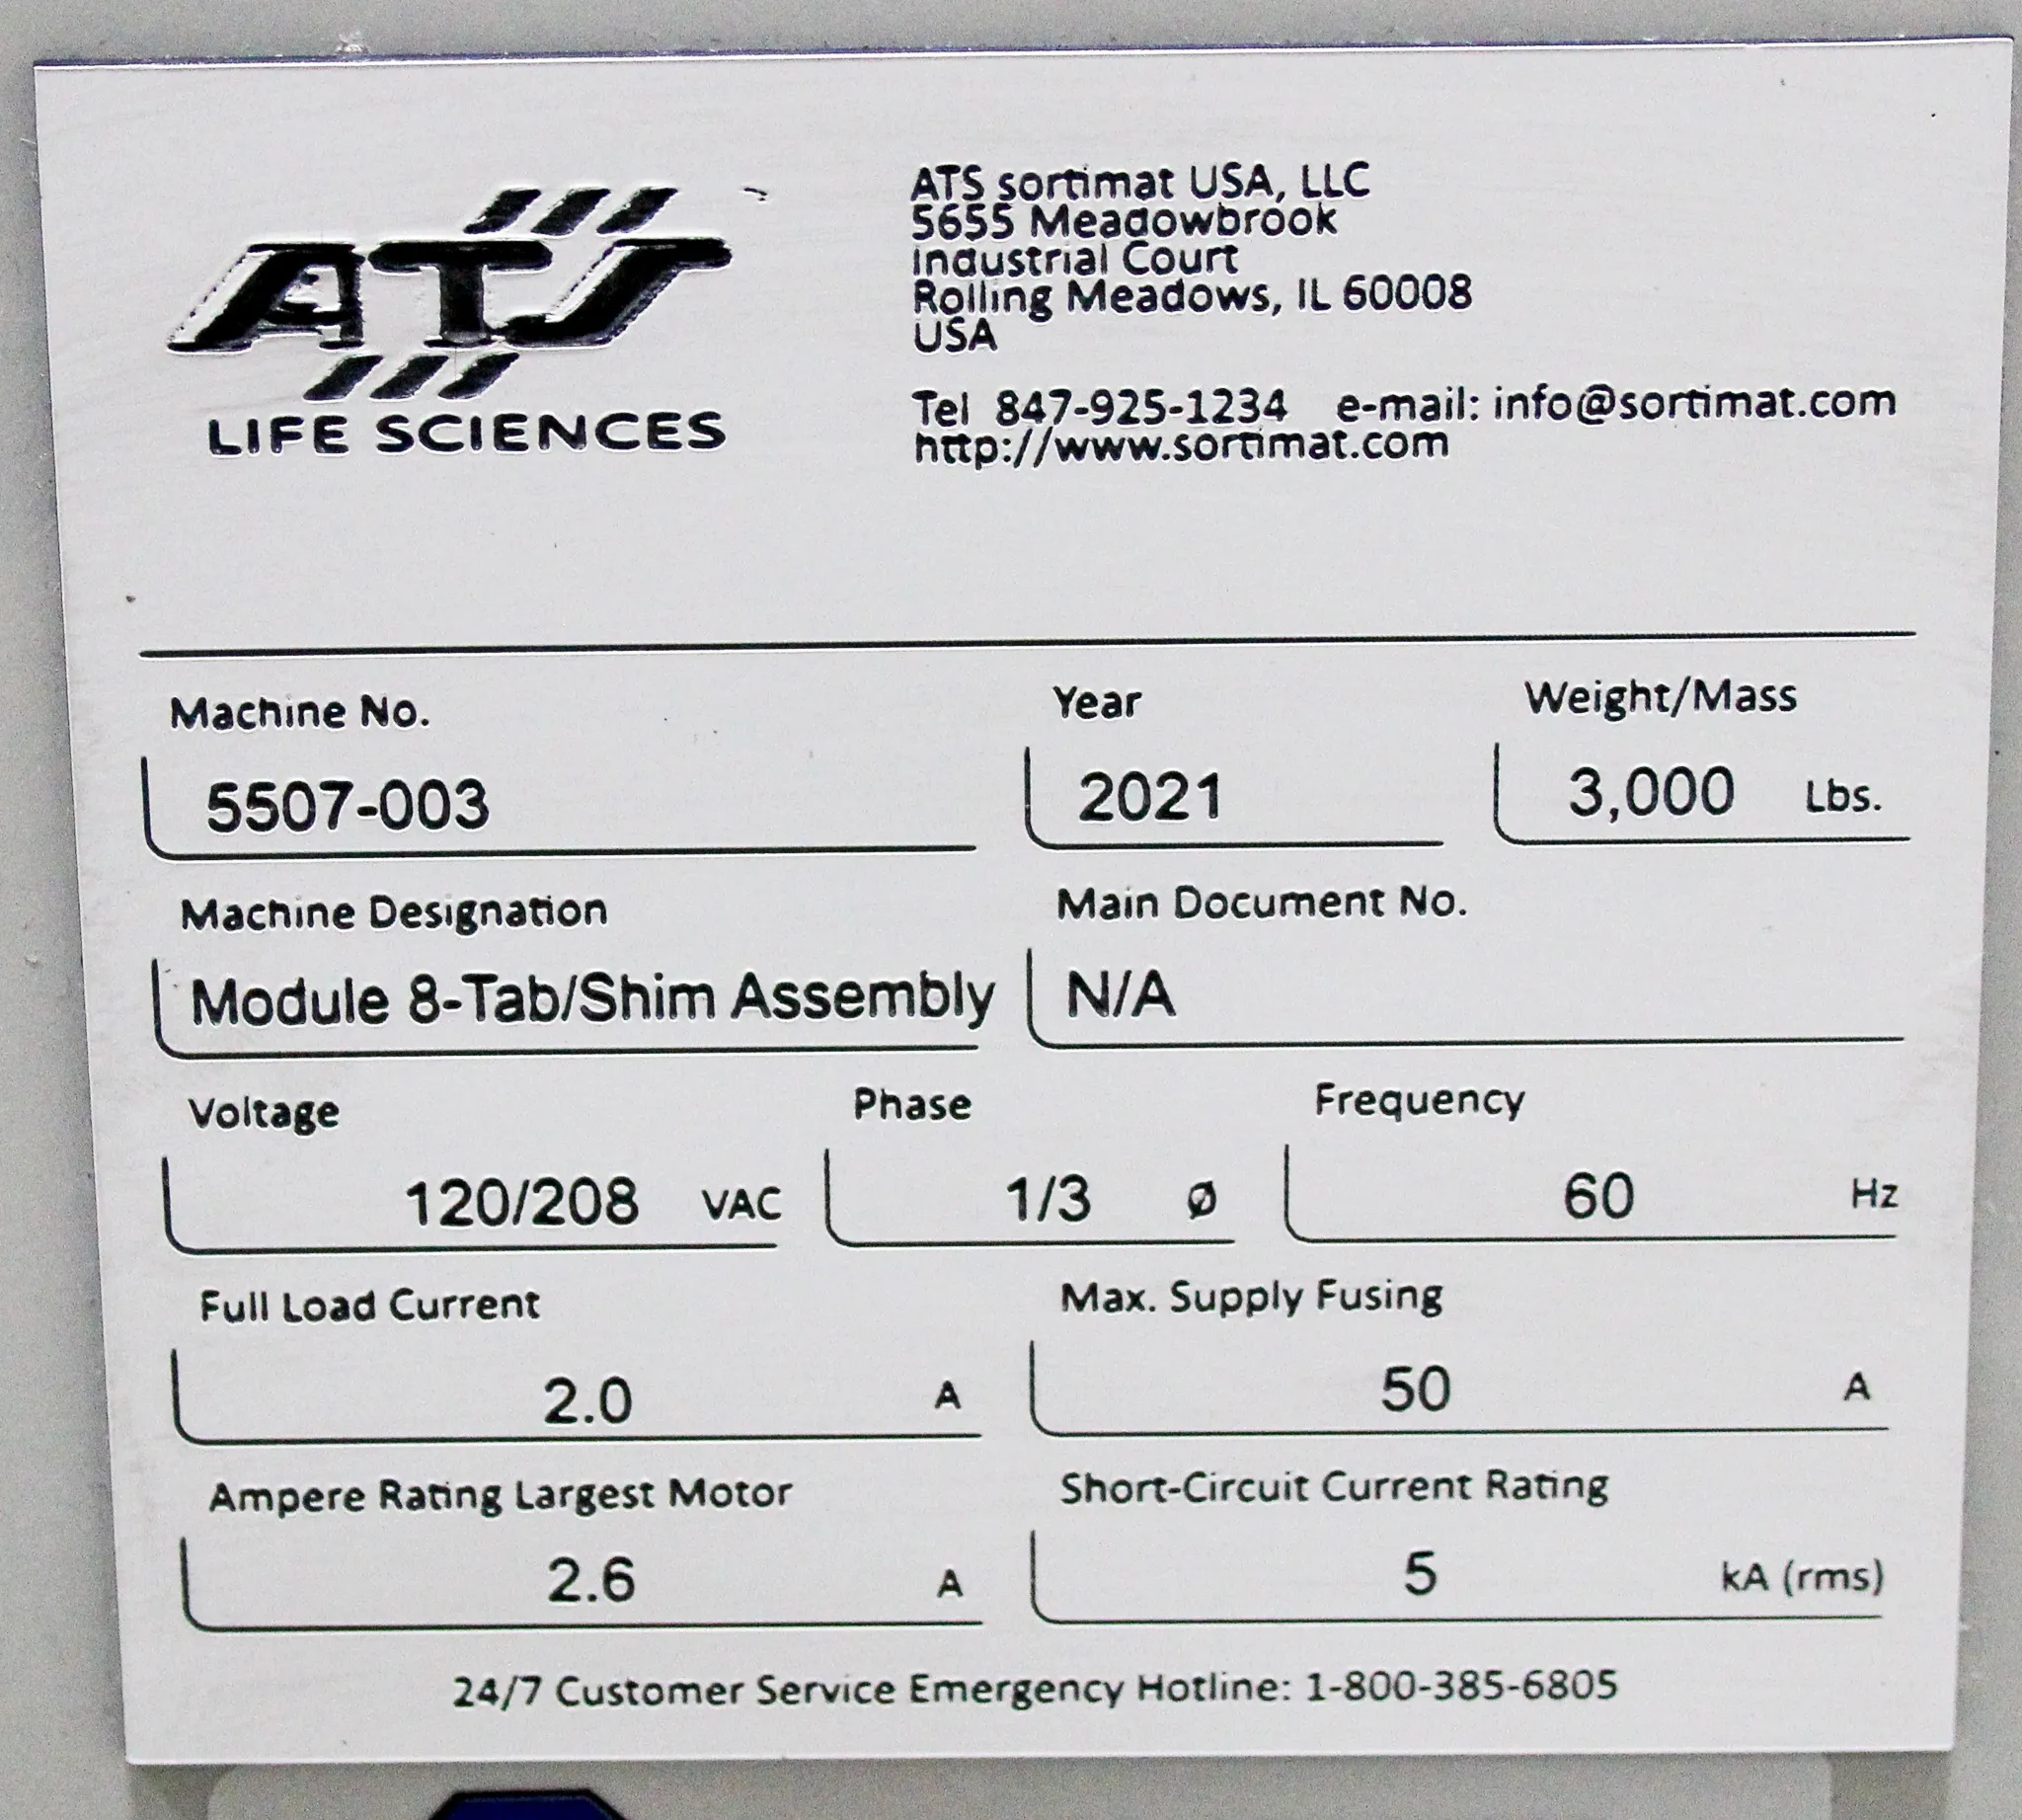 ATS
LIFE SCIENCES
ATS sortimat USA, LLC
5655 Meadowbrook
Industrial Court
Rolling Meadows, IL 60008
USA
Tel 847-925-1234 e-mail: info@sortimat.com
http://www.sortimat.com
Machine No. Year Weight/Mass
5507-003 2021 3,000 Lbs.
Machine Designation Main Document No.
Module 8-Tab/Shim Assembly N/A
Voltage Phase Frequency
120/208 VAC 1/3 Ø 60 Hz
Full Load Current Max. Supply Fusing
2.0 A 50 A
Ampere Rating Largest Motor Short-Circuit Current Rating
2.6 A 5 kA (rms)
24/7 Customer Service Emergency Hotline: 1-800-385-6805